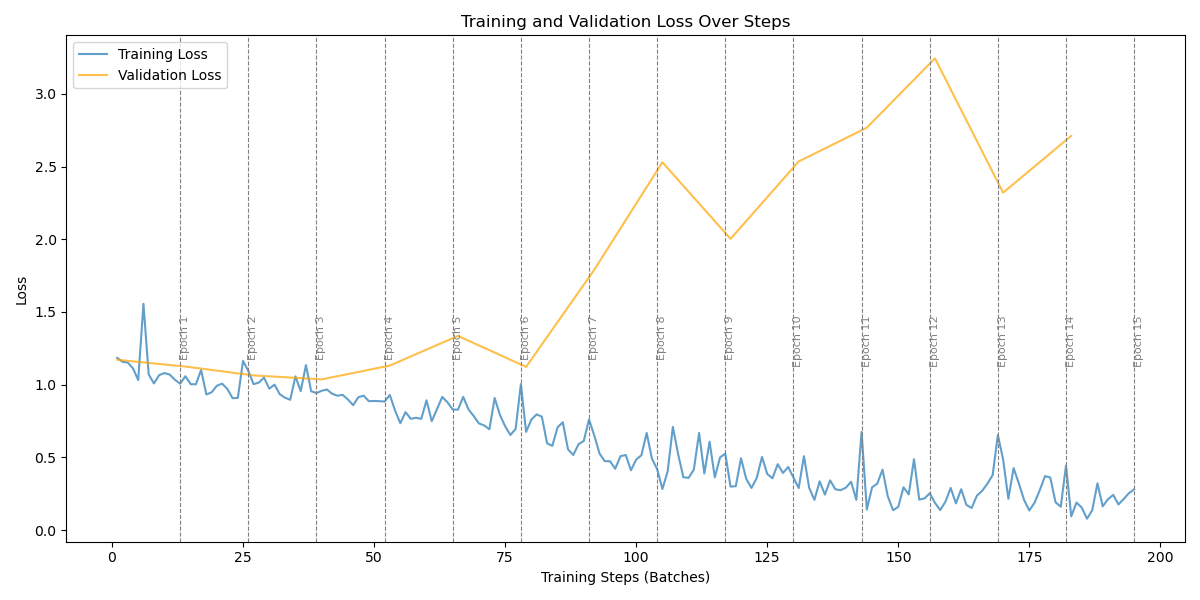 Training and Validation Loss Over Steps
Training Loss
Validation Loss
Loss
3.0
2.5
2.0
1.5
1.0
0.5
0.0
Epoch 1
Epoch 2
Epoch 3
Epoch 4
Epoch 5
Epoch 6
Epoch 7
Epoch 8
Epoch 9
Epoch 10
Epoch 11
Epoch 12
Epoch 13
Epoch 14
Epoch 15
0
25
50
75
100
125
150
175
200
Training Steps (Batches)